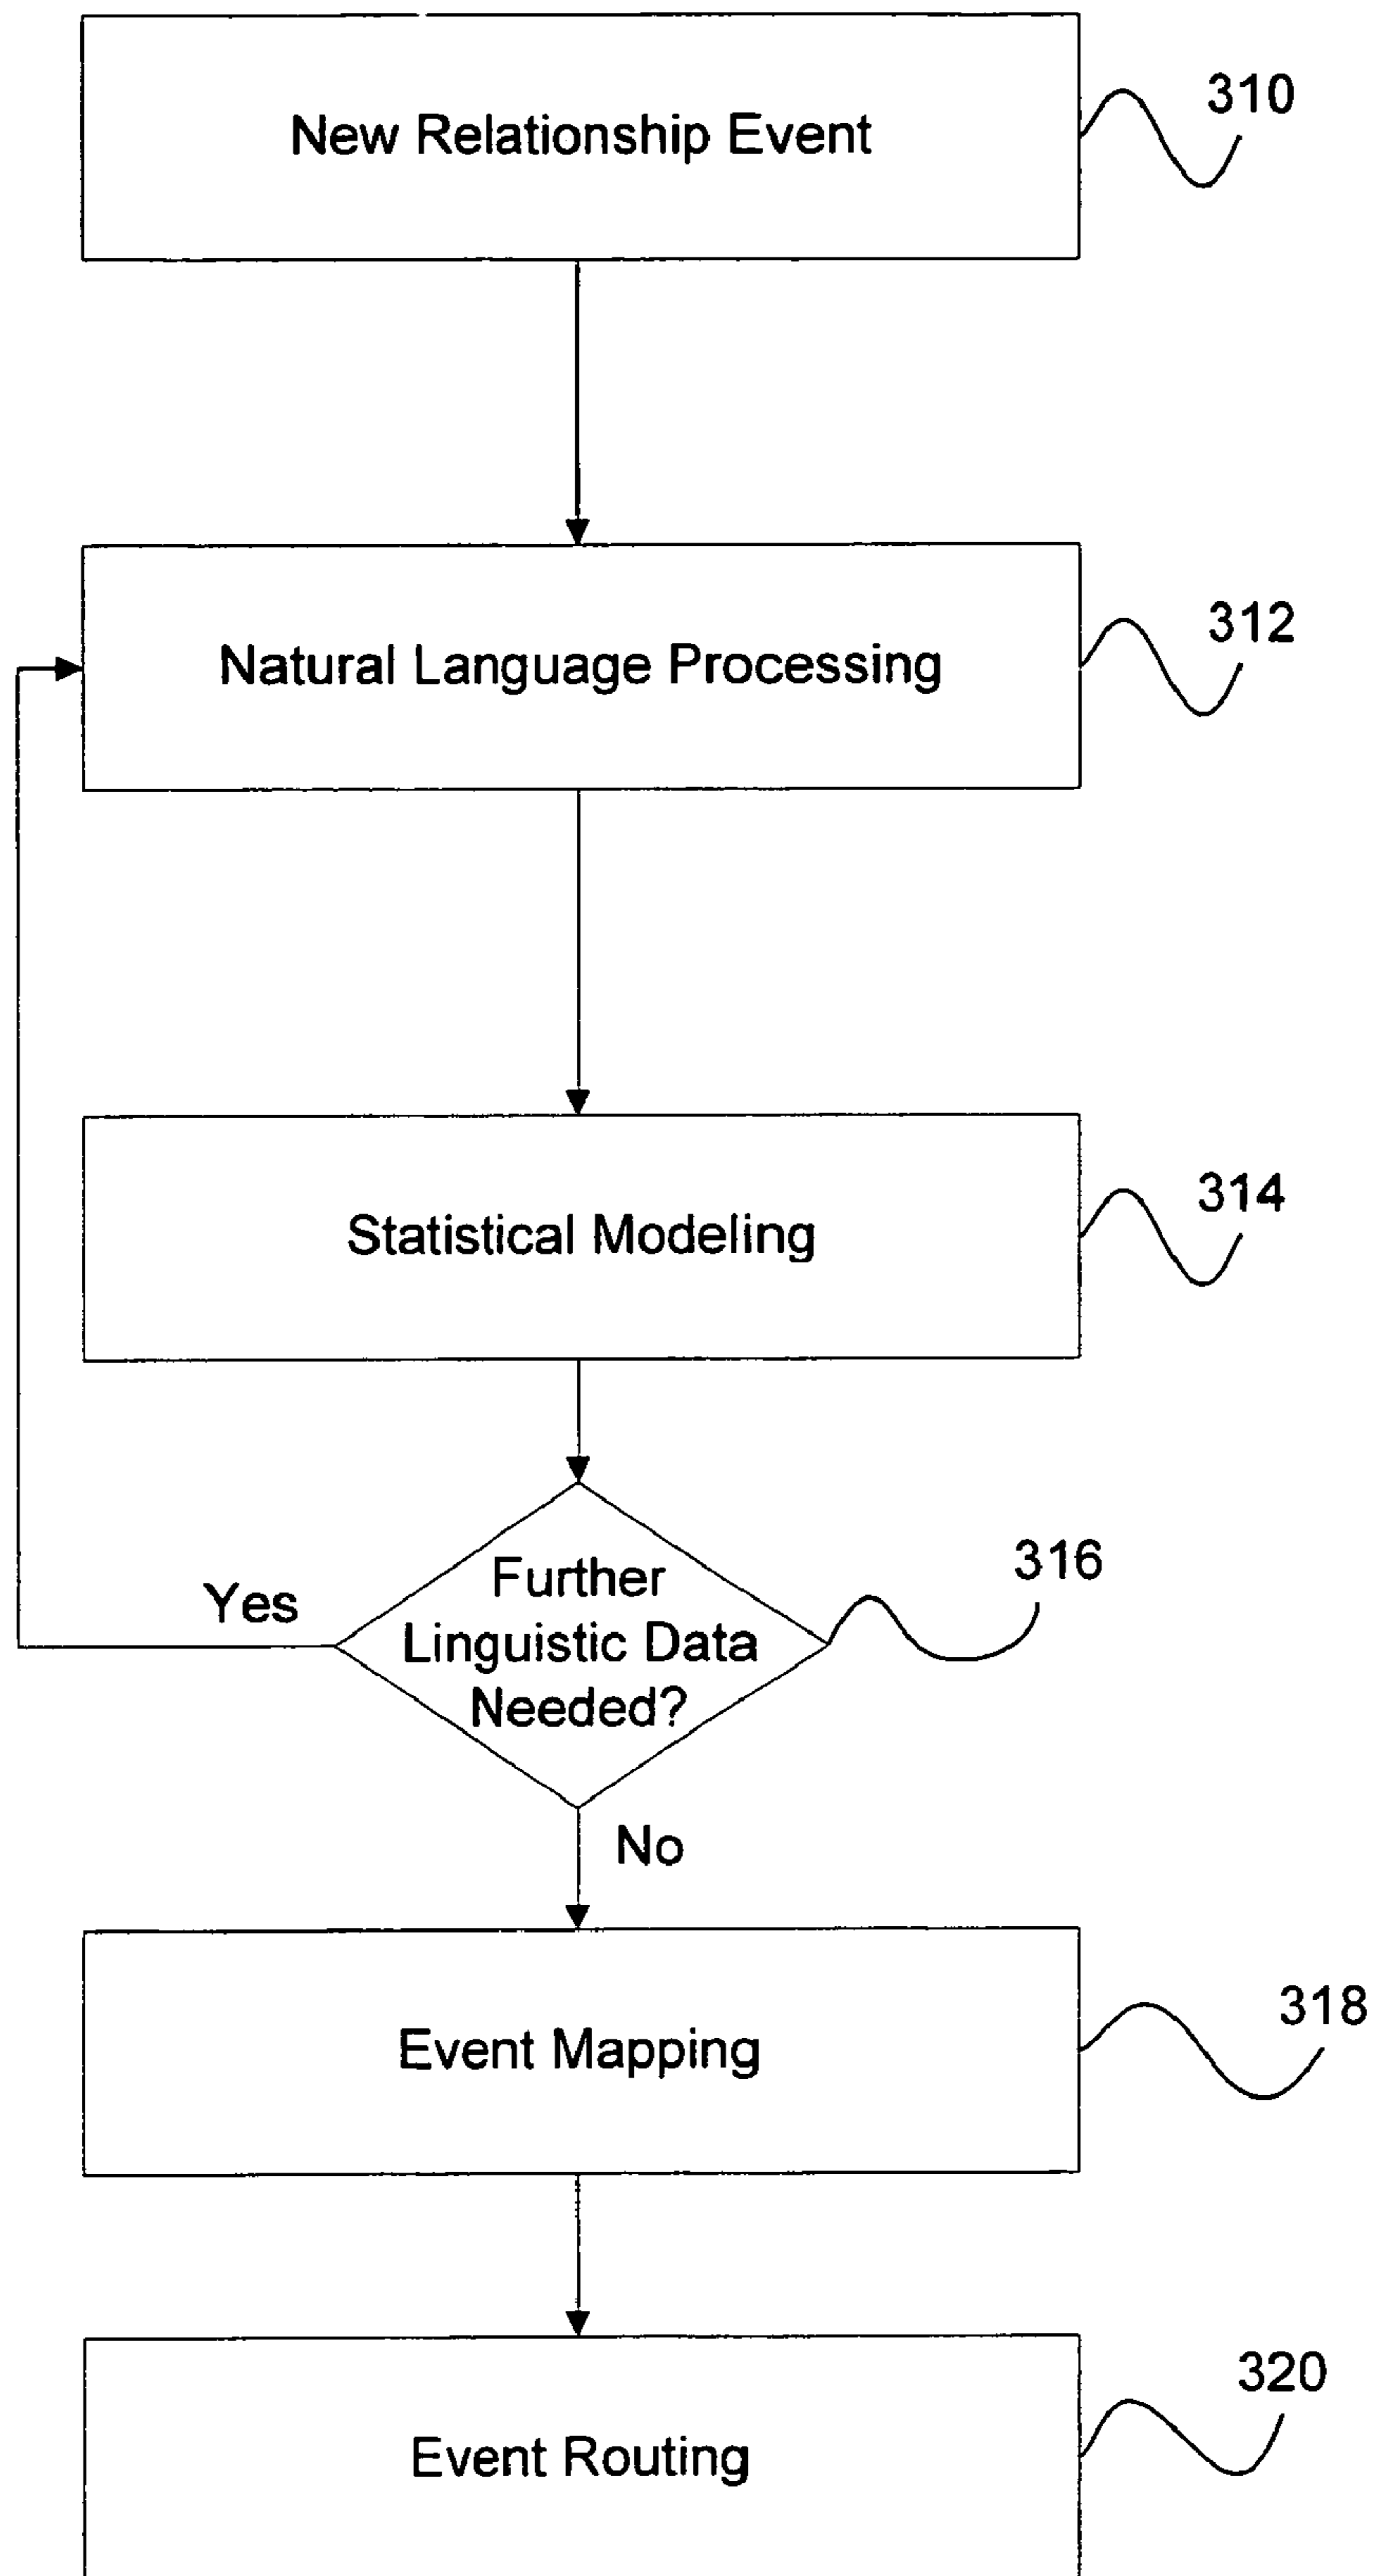 New Relationship Event
310
Natural Language Processing
312
Statistical Modeling
314
Further
Linguistic Data
Needed?
316
Yes
No
Event Mapping
318
Event Routing
320